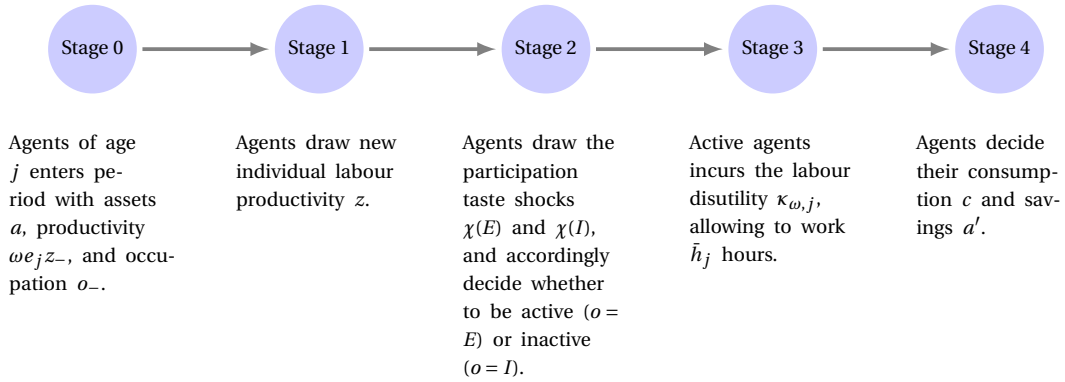 Stage 0
Stage 1
Stage 2
Stage 3
Stage 4
Agents of age
j enters pe-
riod with assets
a, productivity
ωe_j z_−, and occu-
pation o_−.
Agents draw new
individual labour
productivity z.
Agents draw the
participation
taste shocks
χ(E) and χ(I),
and accordingly
decide whether
to be active (o =
E) or inactive
(o = I).
Active agents
incurs the labour
disutility κ_{ω,j},
allowing to work
h̄_j hours.
Agents decide
their consump-
tion c and sav-
ings a′.